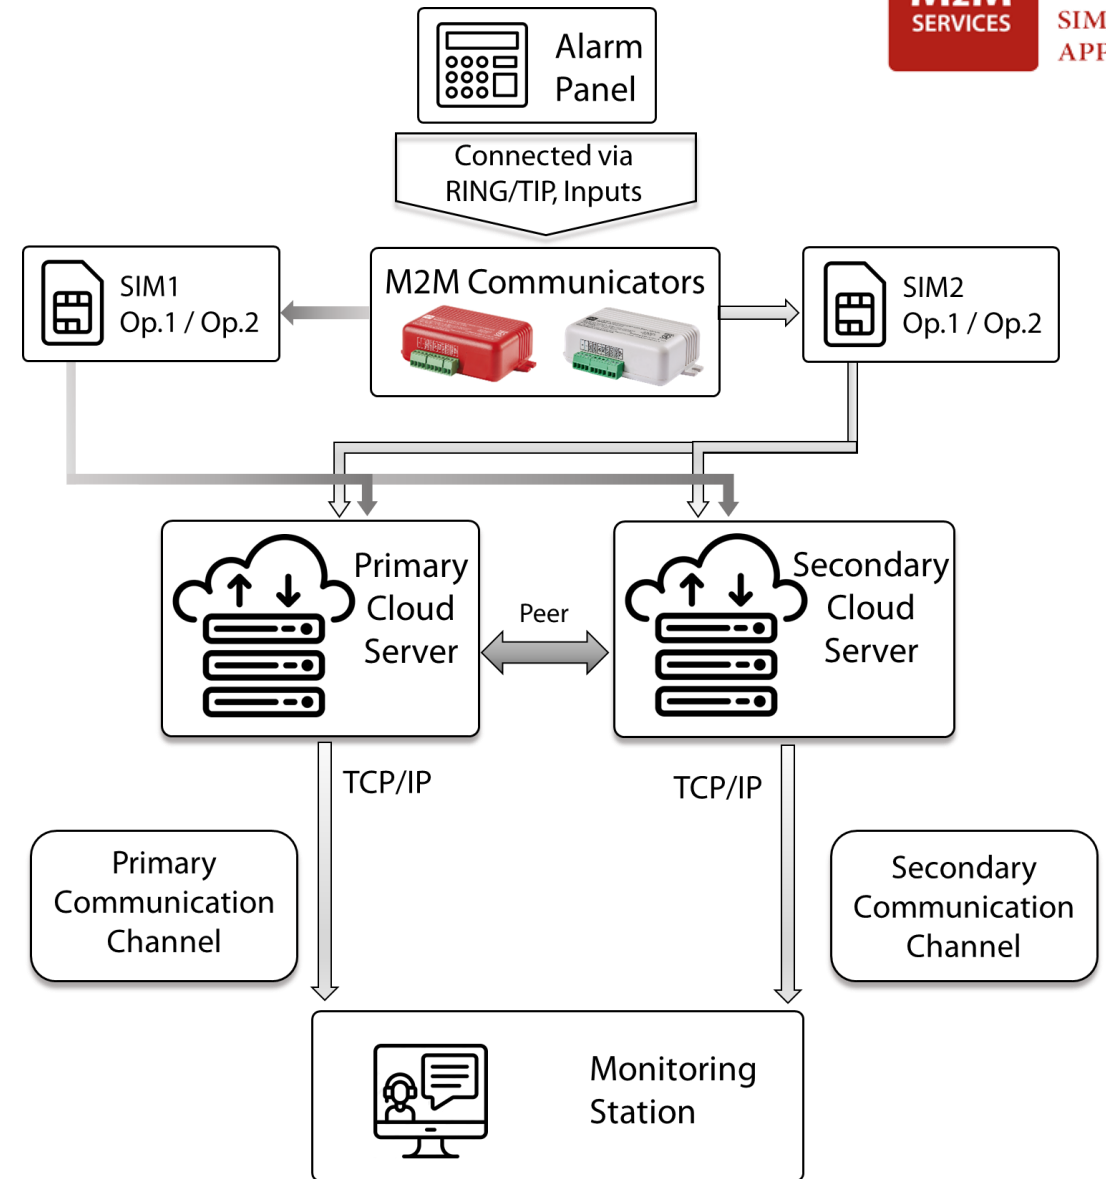 SERVICES
Alarm
Panel
Connected via
RING/TIP, Inputs
M2M Communicators
SIM1
Op.1 / Op.2
SIM2
Op.1 / Op.2
Primary
Cloud
Server
Peer
Secondary
Cloud
Server
TCP/IP
TCP/IP
Primary
Communication
Channel
Secondary
Communication
Channel
Monitoring
Station